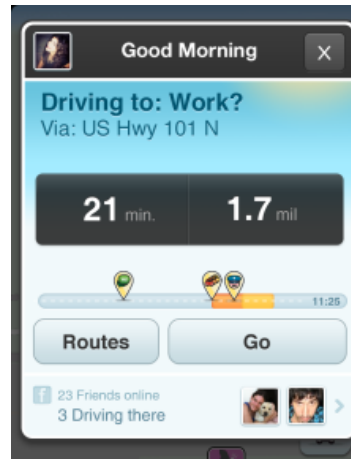 Good Morning
X
Driving to: Work?
Via: US Hwy 101 N
21 min.
1.7 mil
11:25
Routes
Go
f
23 Friends online
3 Driving there